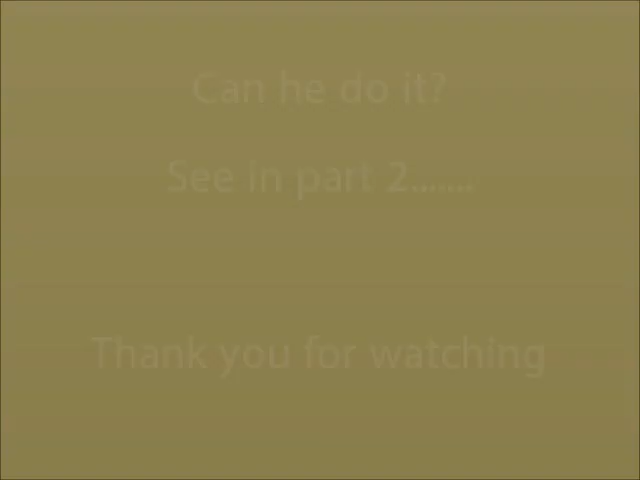 Can he do it?
See in part 2.......
Thank you for watching